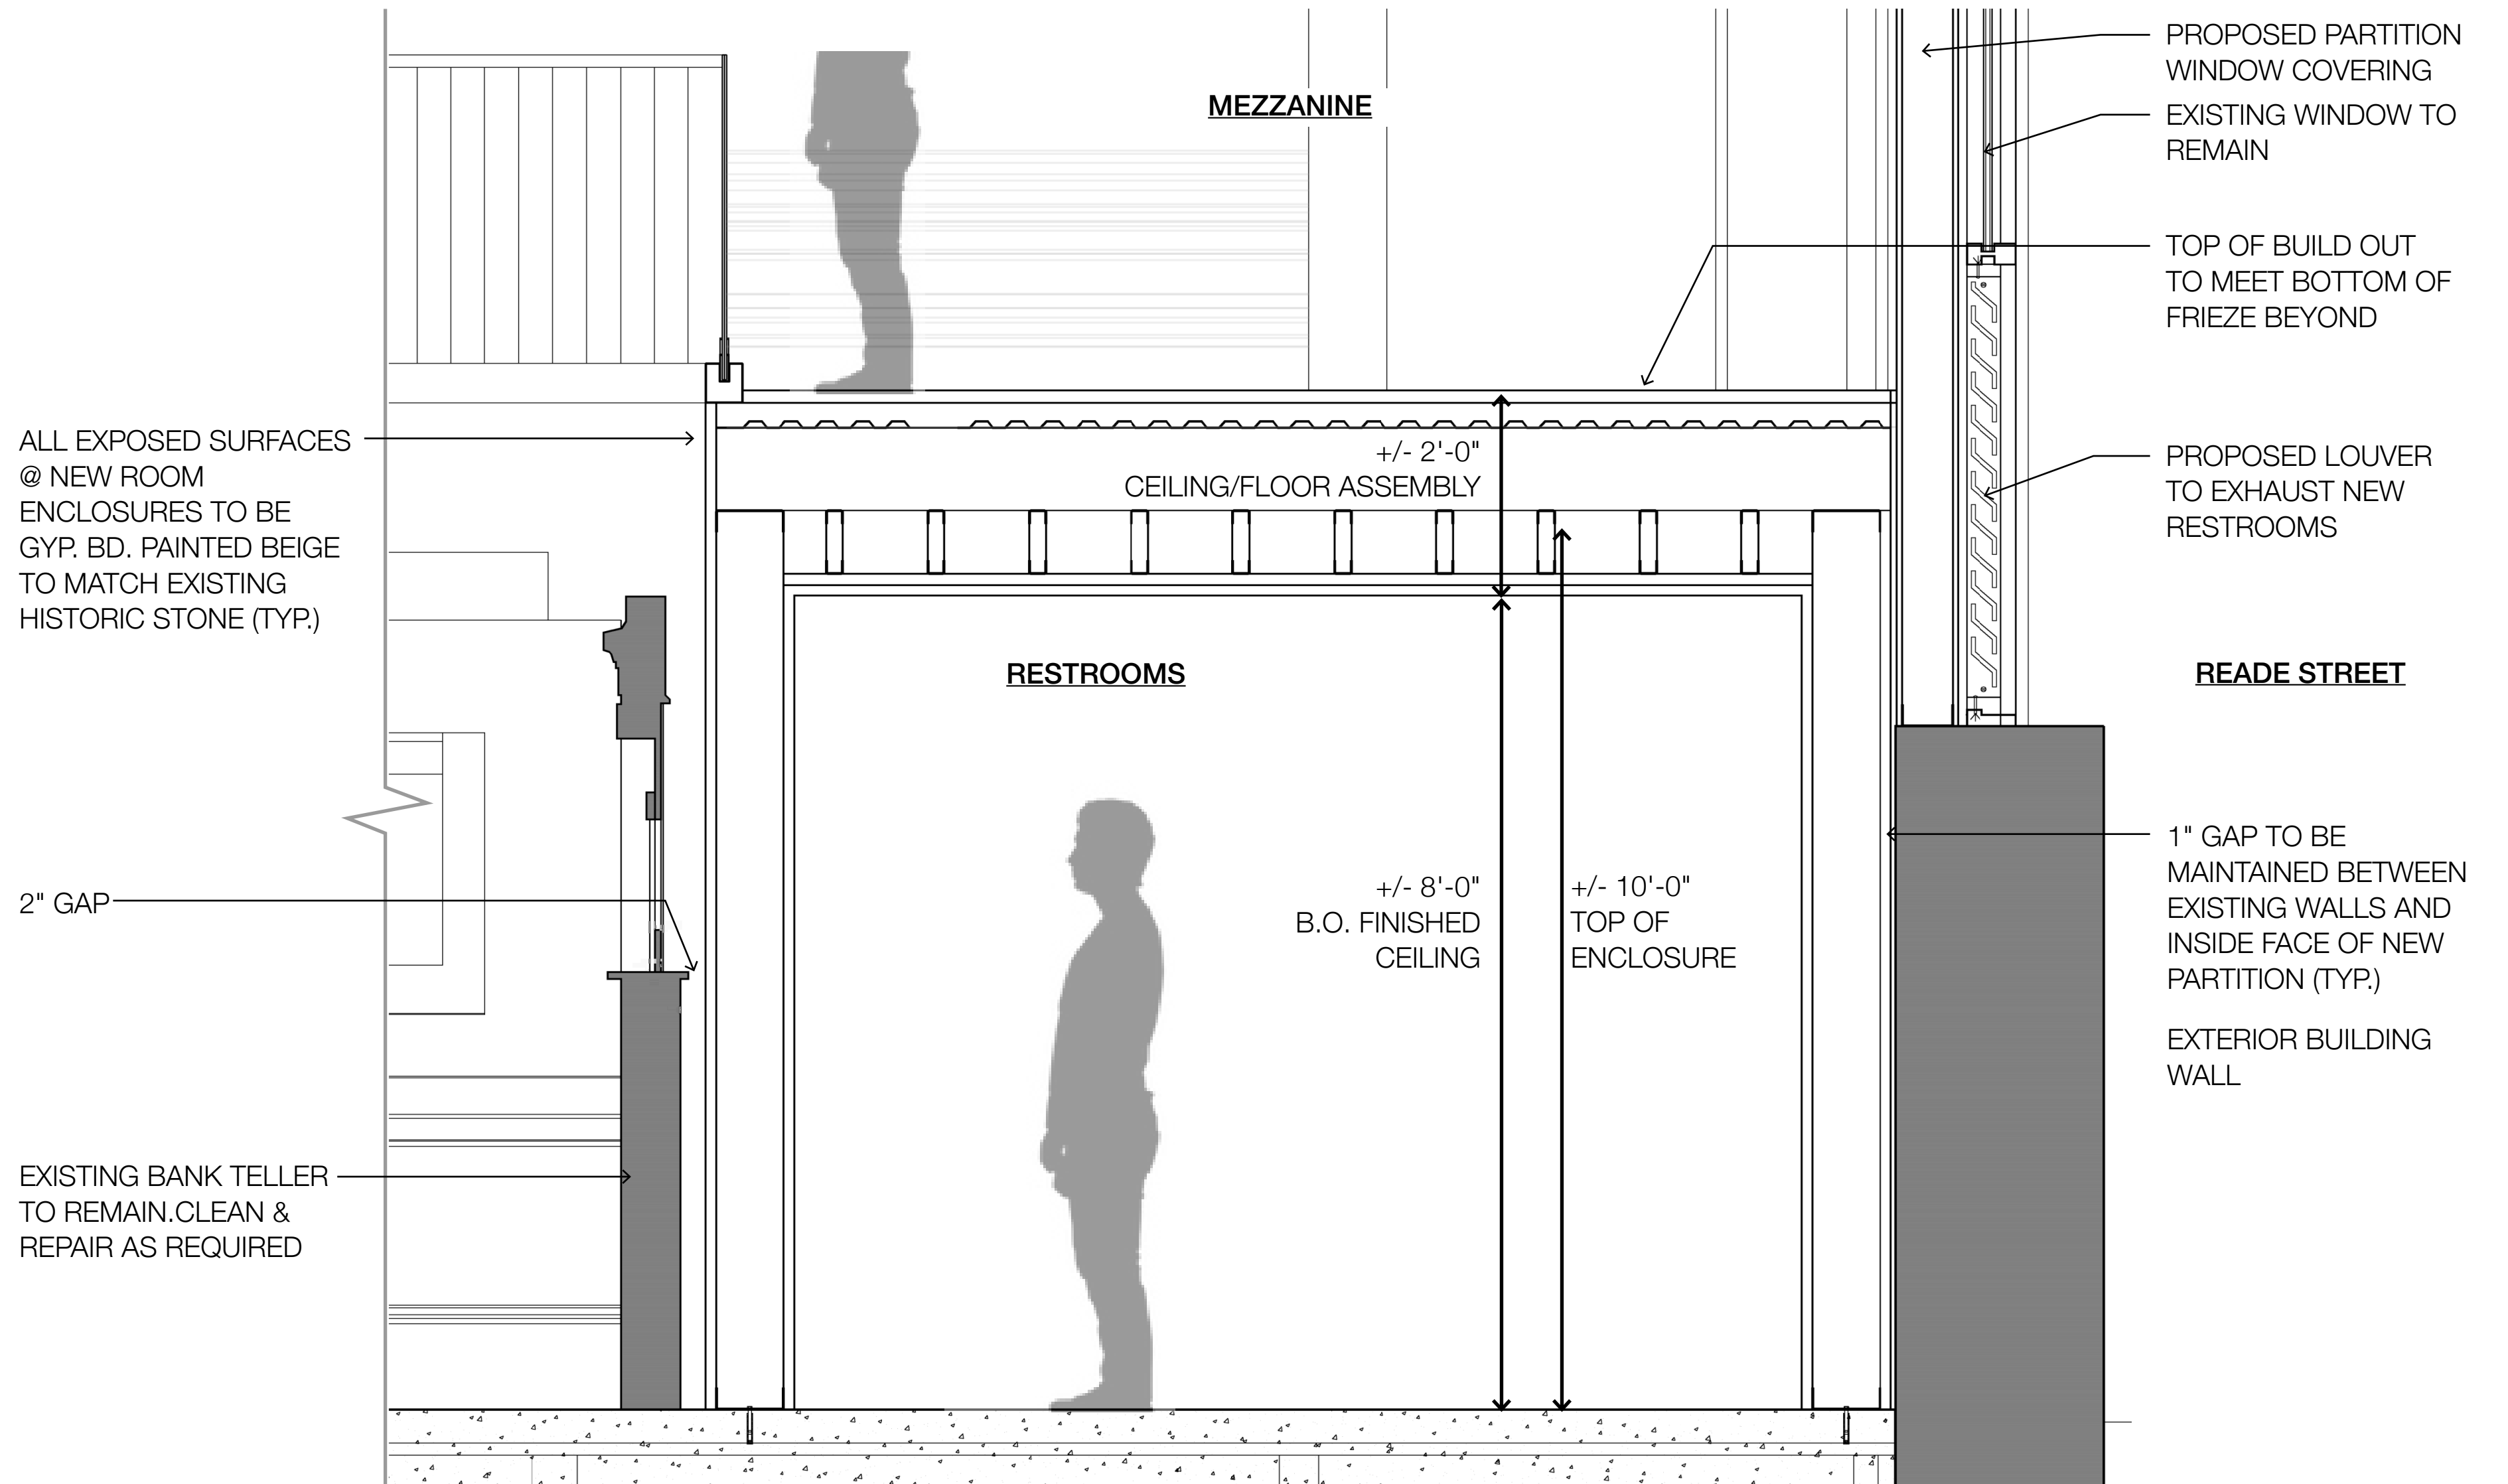 MEZZANINE
PROPOSED PARTITION
WINDOW COVERING
EXISTING WINDOW TO
REMAIN
TOP OF BUILD OUT
TO MEET BOTTOM OF
FRIEZE BEYOND
ALL EXPOSED SURFACES
@ NEW ROOM
ENCLOSURES TO BE
GYP. BD. PAINTED BEIGE
TO MATCH EXISTING
HISTORIC STONE (TYP.)
+/- 2'-0"
CEILING/FLOOR ASSEMBLY
PROPOSED LOUVER
TO EXHAUST NEW
RESTROOMS
RESTROOMS
READE STREET
2" GAP
+/- 8'-0"
B.O. FINISHED
CEILING
+/- 10'-0"
TOP OF
ENCLOSURE
1" GAP TO BE
MAINTAINED BETWEEN
EXISTING WALLS AND
INSIDE FACE OF NEW
PARTITION (TYP.)
EXTERIOR BUILDING
WALL
EXISTING BANK TELLER
TO REMAIN.CLEAN &
REPAIR AS REQUIRED